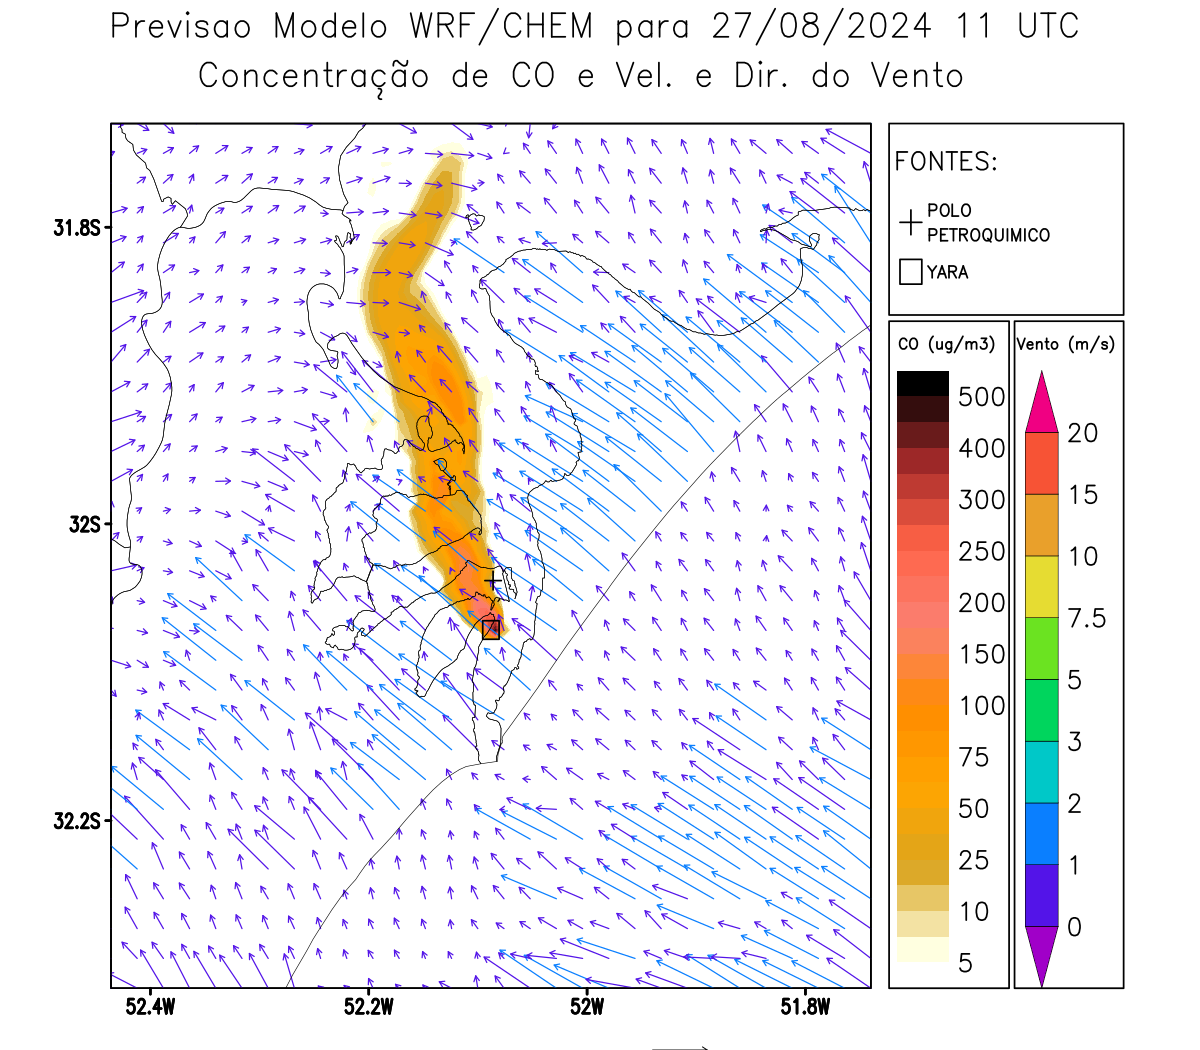 Previsao Modelo WRF/CHEM para 27/08/2024 11 UTC
Concentração de CO e Vel. e Dir. do Vento
FONTES:
POLO
PETROQUIMICO
YARA
CO (ug/m3)
500
400
300
250
200
150
100
75
50
25
10
5
Vento (m/s)
20
15
10
7.5
5
3
2
1
0
31.8S
32S
32.2S
52.4W
52.2W
52W
51.8W